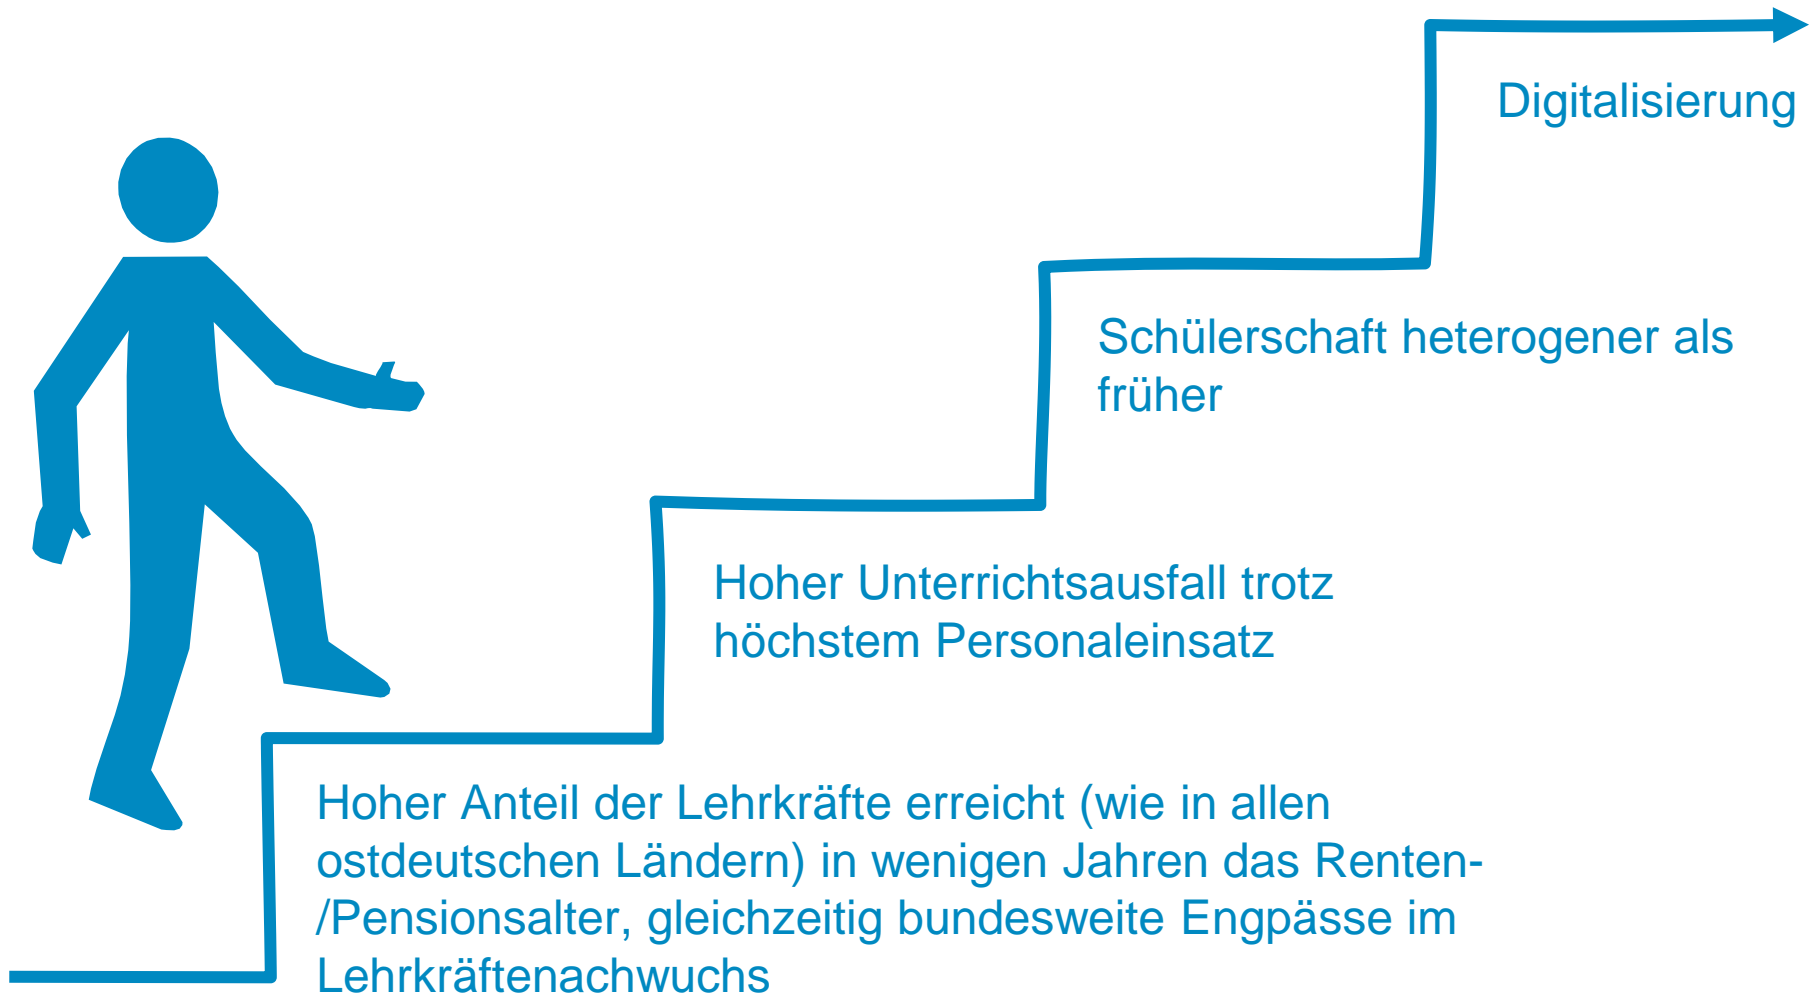 Digitalisierung
Schülerschaft heterogener als
früher
Hoher Unterrichtsausfall trotz
höchstem Personaleinsatz
Hoher Anteil der Lehrkräfte erreicht (wie in allen
ostdeutschen Ländern) in wenigen Jahren das Renten-
/Pensionsalter, gleichzeitig bundesweite Engpässe im
Lehrkräftenachwuchs